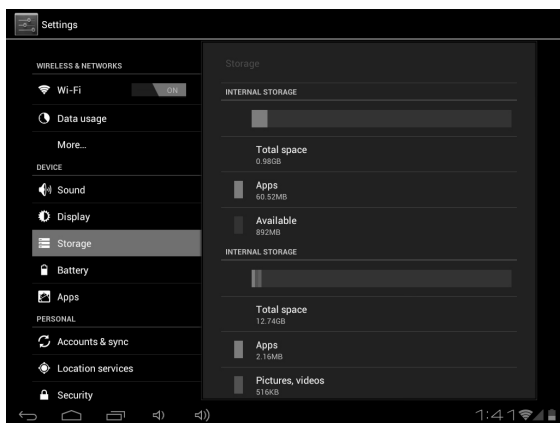 Settings
WIRELESS & NETWORKS
Wi-Fi
ON
Data usage
More...
DEVICE
Sound
Display
Storage
Battery
Apps
PERSONAL
Accounts & sync
Location services
Security
Storage
INTERNAL STORAGE
Total space
0.98GB
Apps
60.52MB
Available
892MB
INTERNAL STORAGE
Total space
12.74GB
Apps
2.16MB
Pictures, videos
516KB
1:41